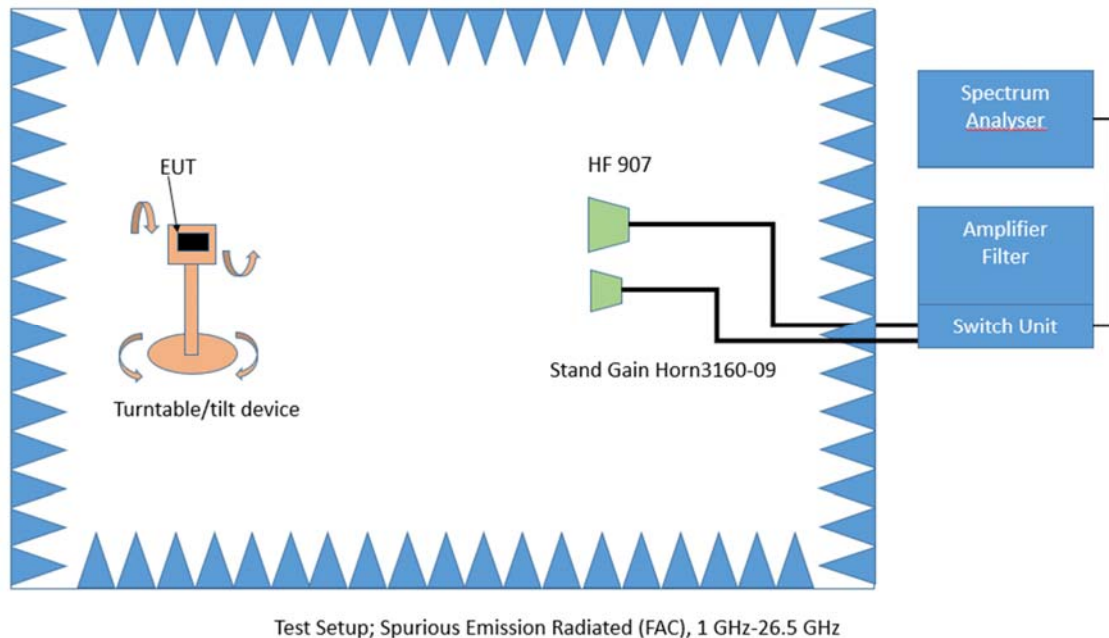 Spectrum
Analyser
EUT
HF 907
Amplifier
Filter
Switch Unit
Stand Gain Horn3160-09
Turntable/tilt device
Test Setup; Spurious Emission Radiated (FAC), 1 GHz-26.5 GHz